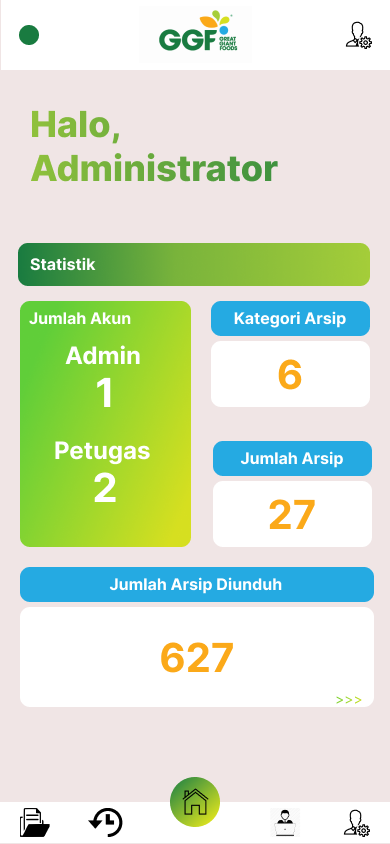 GGF
GREAT
GIANT
FOODS
Halo,
Administrator
Statistik
Jumlah Akun
Admin
1
Petugas
2
Kategori Arsip
6
Jumlah Arsip
27
Jumlah Arsip Diunduh
627
>>>